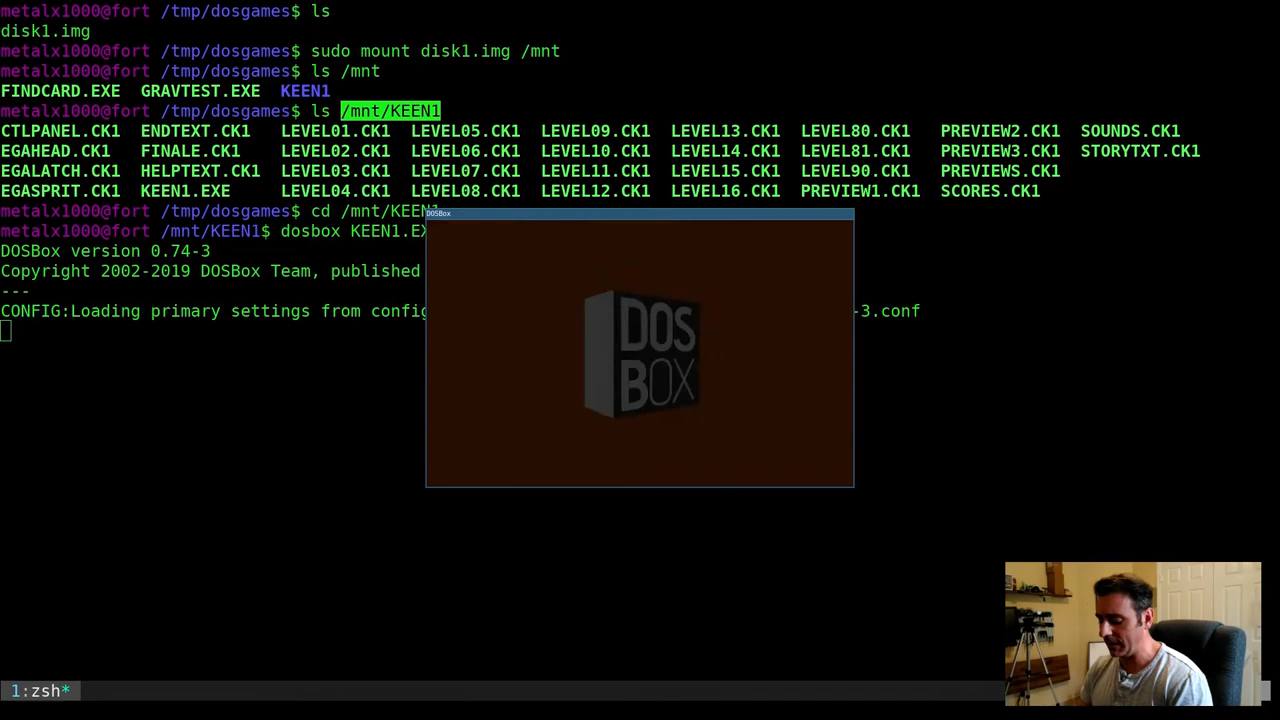 metalx1000@fort /tmp/dosgames$ ls
disk1.img
metalx1000@fort /tmp/dosgames$ sudo mount disk1.img /mnt
metalx1000@fort /tmp/dosgames$ ls /mnt
FINDCARD.EXE GRAVTEST.EXE KEEN1
metalx1000@fort /tmp/dosgames$ ls /mnt/KEEN1
CTLPANEL.CK1 ENDTEXT.CK1 LEVEL01.CK1 LEVEL05.CK1 LEVEL09.CK1 LEVEL13.CK1 LEVEL80.CK1 PREVIEW2.CK1 SOUNDS.CK1
EGAHEAD.CK1 FINALE.CK1 LEVEL02.CK1 LEVEL06.CK1 LEVEL10.CK1 LEVEL14.CK1 LEVEL81.CK1 PREVIEW3.CK1 STORYTXT.CK1
EGALATCH.CK1 HELPTEXT.CK1 LEVEL03.CK1 LEVEL07.CK1 LEVEL11.CK1 LEVEL15.CK1 LEVEL90.CK1 PREVIEWS.CK1
EGASPRIT.CK1 KEEN1.EXE LEVEL04.CK1 LEVEL08.CK1 LEVEL12.CK1 LEVEL16.CK1 PREVIEW1.CK1 SCORES.CK1
metalx1000@fort /tmp/dosgames$ cd /mnt/KEEN1
DOSBox
metalx1000@fort /mnt/KEEN1$ dosbox KEEN1.EX
DOSBox version 0.74-3
Copyright 2002-2019 DOSBox Team, published
---
CONFIG:Loading primary settings from config -3.conf
DOS
BOX
1:zsh*